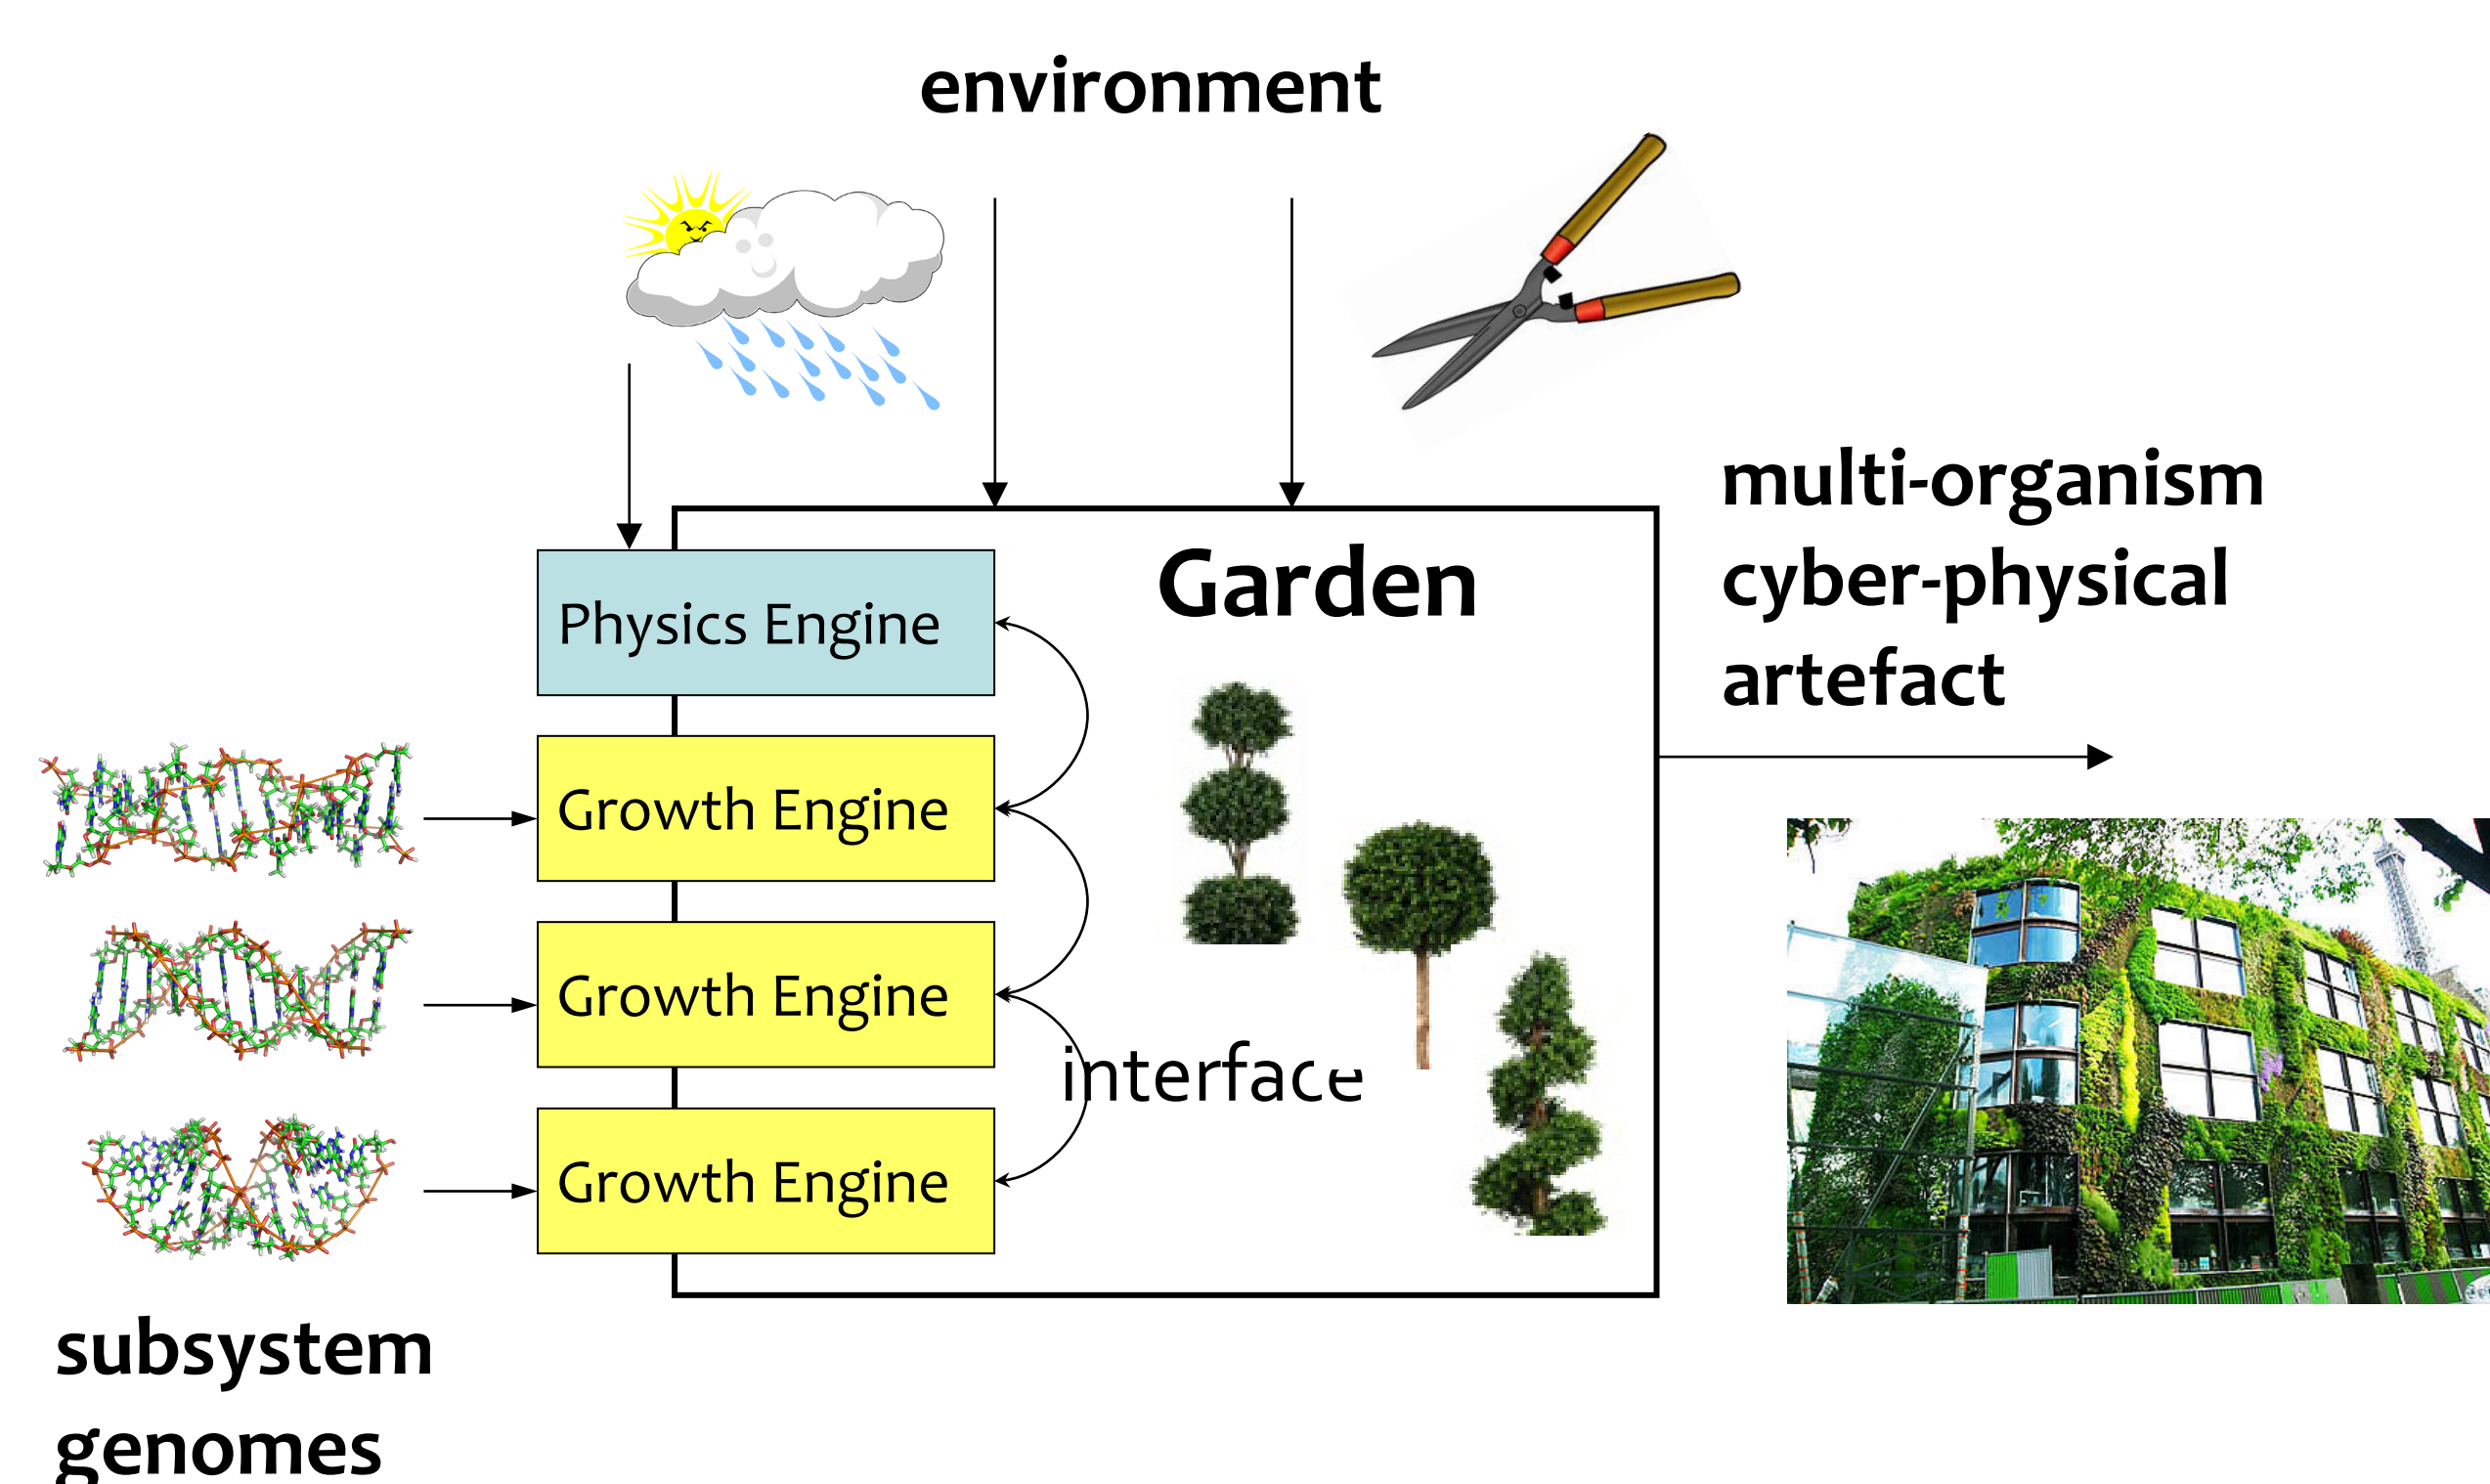 environment
multi-organism
cyber-physical
artefact
Garden
Physics Engine
Growth Engine
Growth Engine
interface
Growth Engine
subsystem
genomes